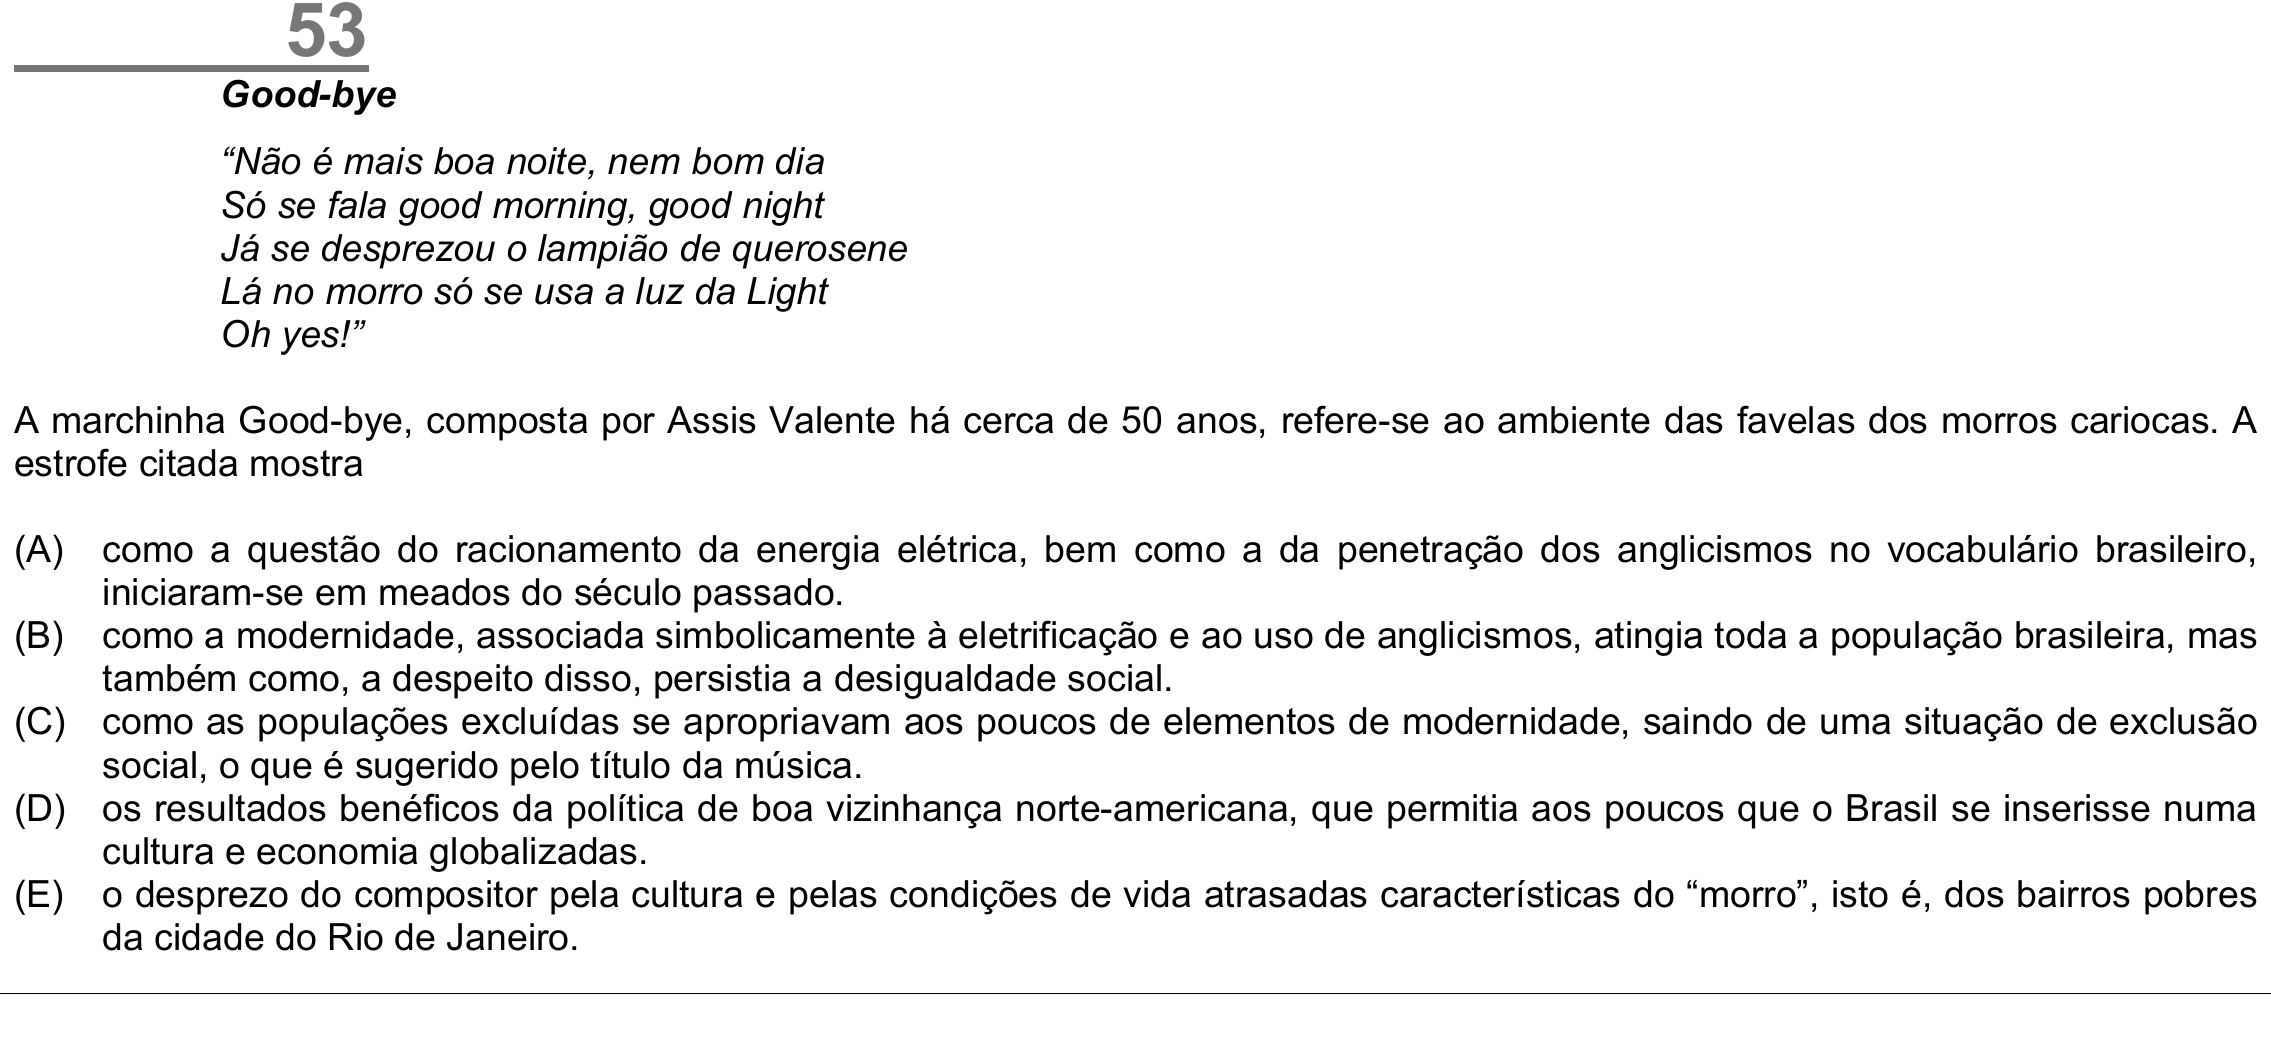 53
Good-bye
“Não é mais boa noite, nem bom dia
Só se fala good morning, good night
Já se desprezou o lampião de querosene
Lá no morro só se usa a luz da Light
Oh yes!”
A marchinha Good-bye, composta por Assis Valente há cerca de 50 anos, refere-se ao ambiente das favelas dos morros cariocas. A
estrofe citada mostra
(A) como a questão do racionamento da energia elétrica, bem como a da penetração dos anglicismos no vocabulário brasileiro,
iniciaram-se em meados do século passado.
(B) como a modernidade, associada simbolicamente à eletrificação e ao uso de anglicismos, atingia toda a população brasileira, mas
também como, a despeito disso, persistia a desigualdade social.
(C) como as populações excluídas se apropriavam aos poucos de elementos de modernidade, saindo de uma situação de exclusão
social, o que é sugerido pelo título da música.
(D) os resultados benéficos da política de boa vizinhança norte-americana, que permitia aos poucos que o Brasil se inserisse numa
cultura e economia globalizadas.
(E) o desprezo do compositor pela cultura e pelas condições de vida atrasadas características do “morro”, isto é, dos bairros pobres
da cidade do Rio de Janeiro.